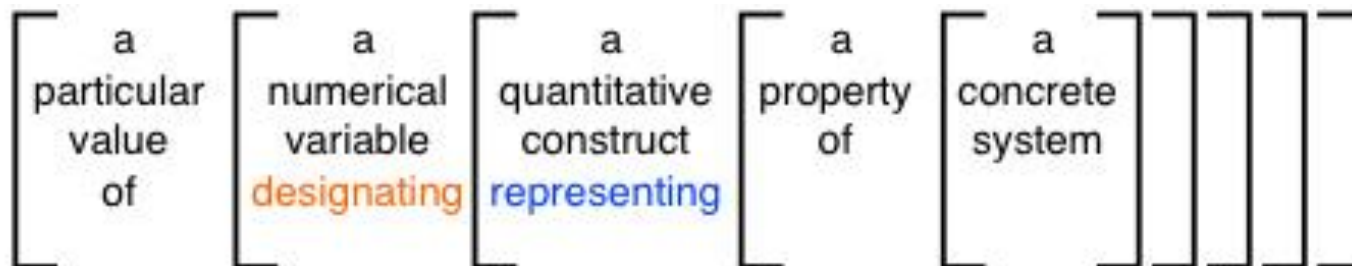 a
particular
value
of
a
numerical
variable
designating
a
quantitative
construct
representing
a
property
of
a
concrete
system